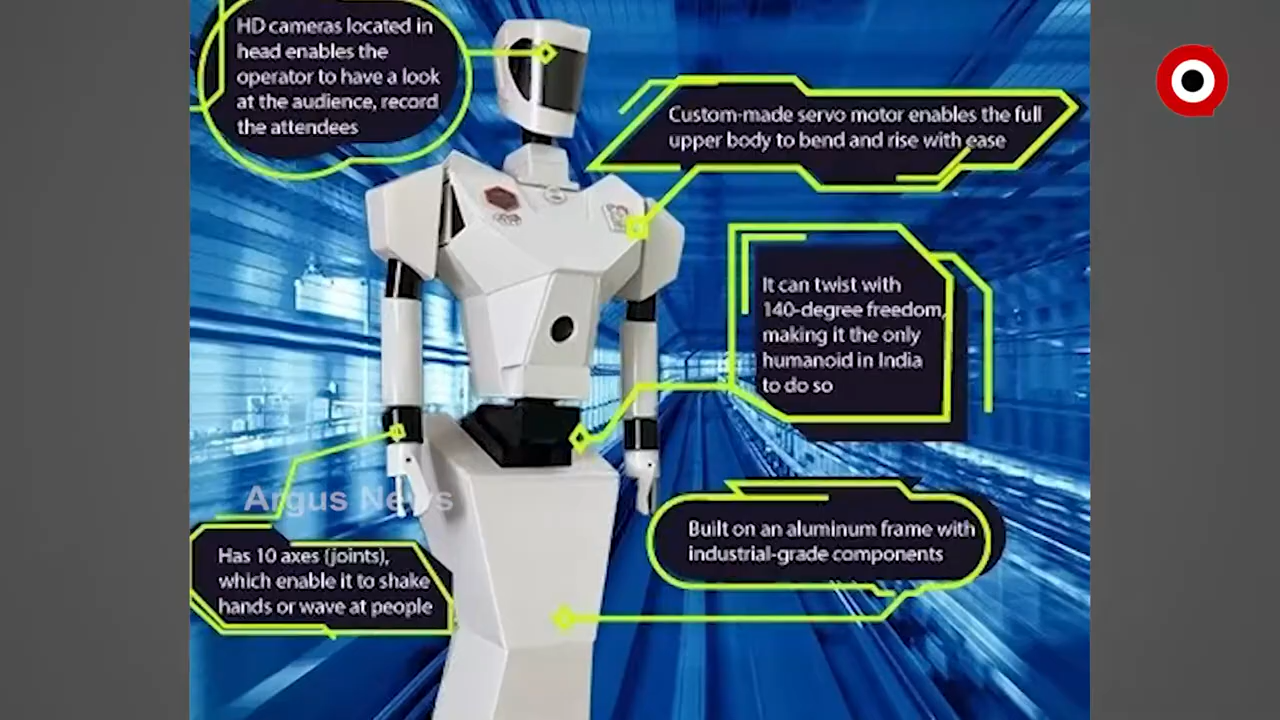 HD cameras located in
head enables the
operator to have a look
at the audience, record
the attendees
Custom-made servo motor enables the full
upper body to bend and rise with ease
It can twist with
140-degree freedom,
making it the only
humanoid in India
to do so
Argus News
Built on an aluminum frame with
industrial-grade components
Has 10 axes (joints),
which enable it to shake
hands or wave at people